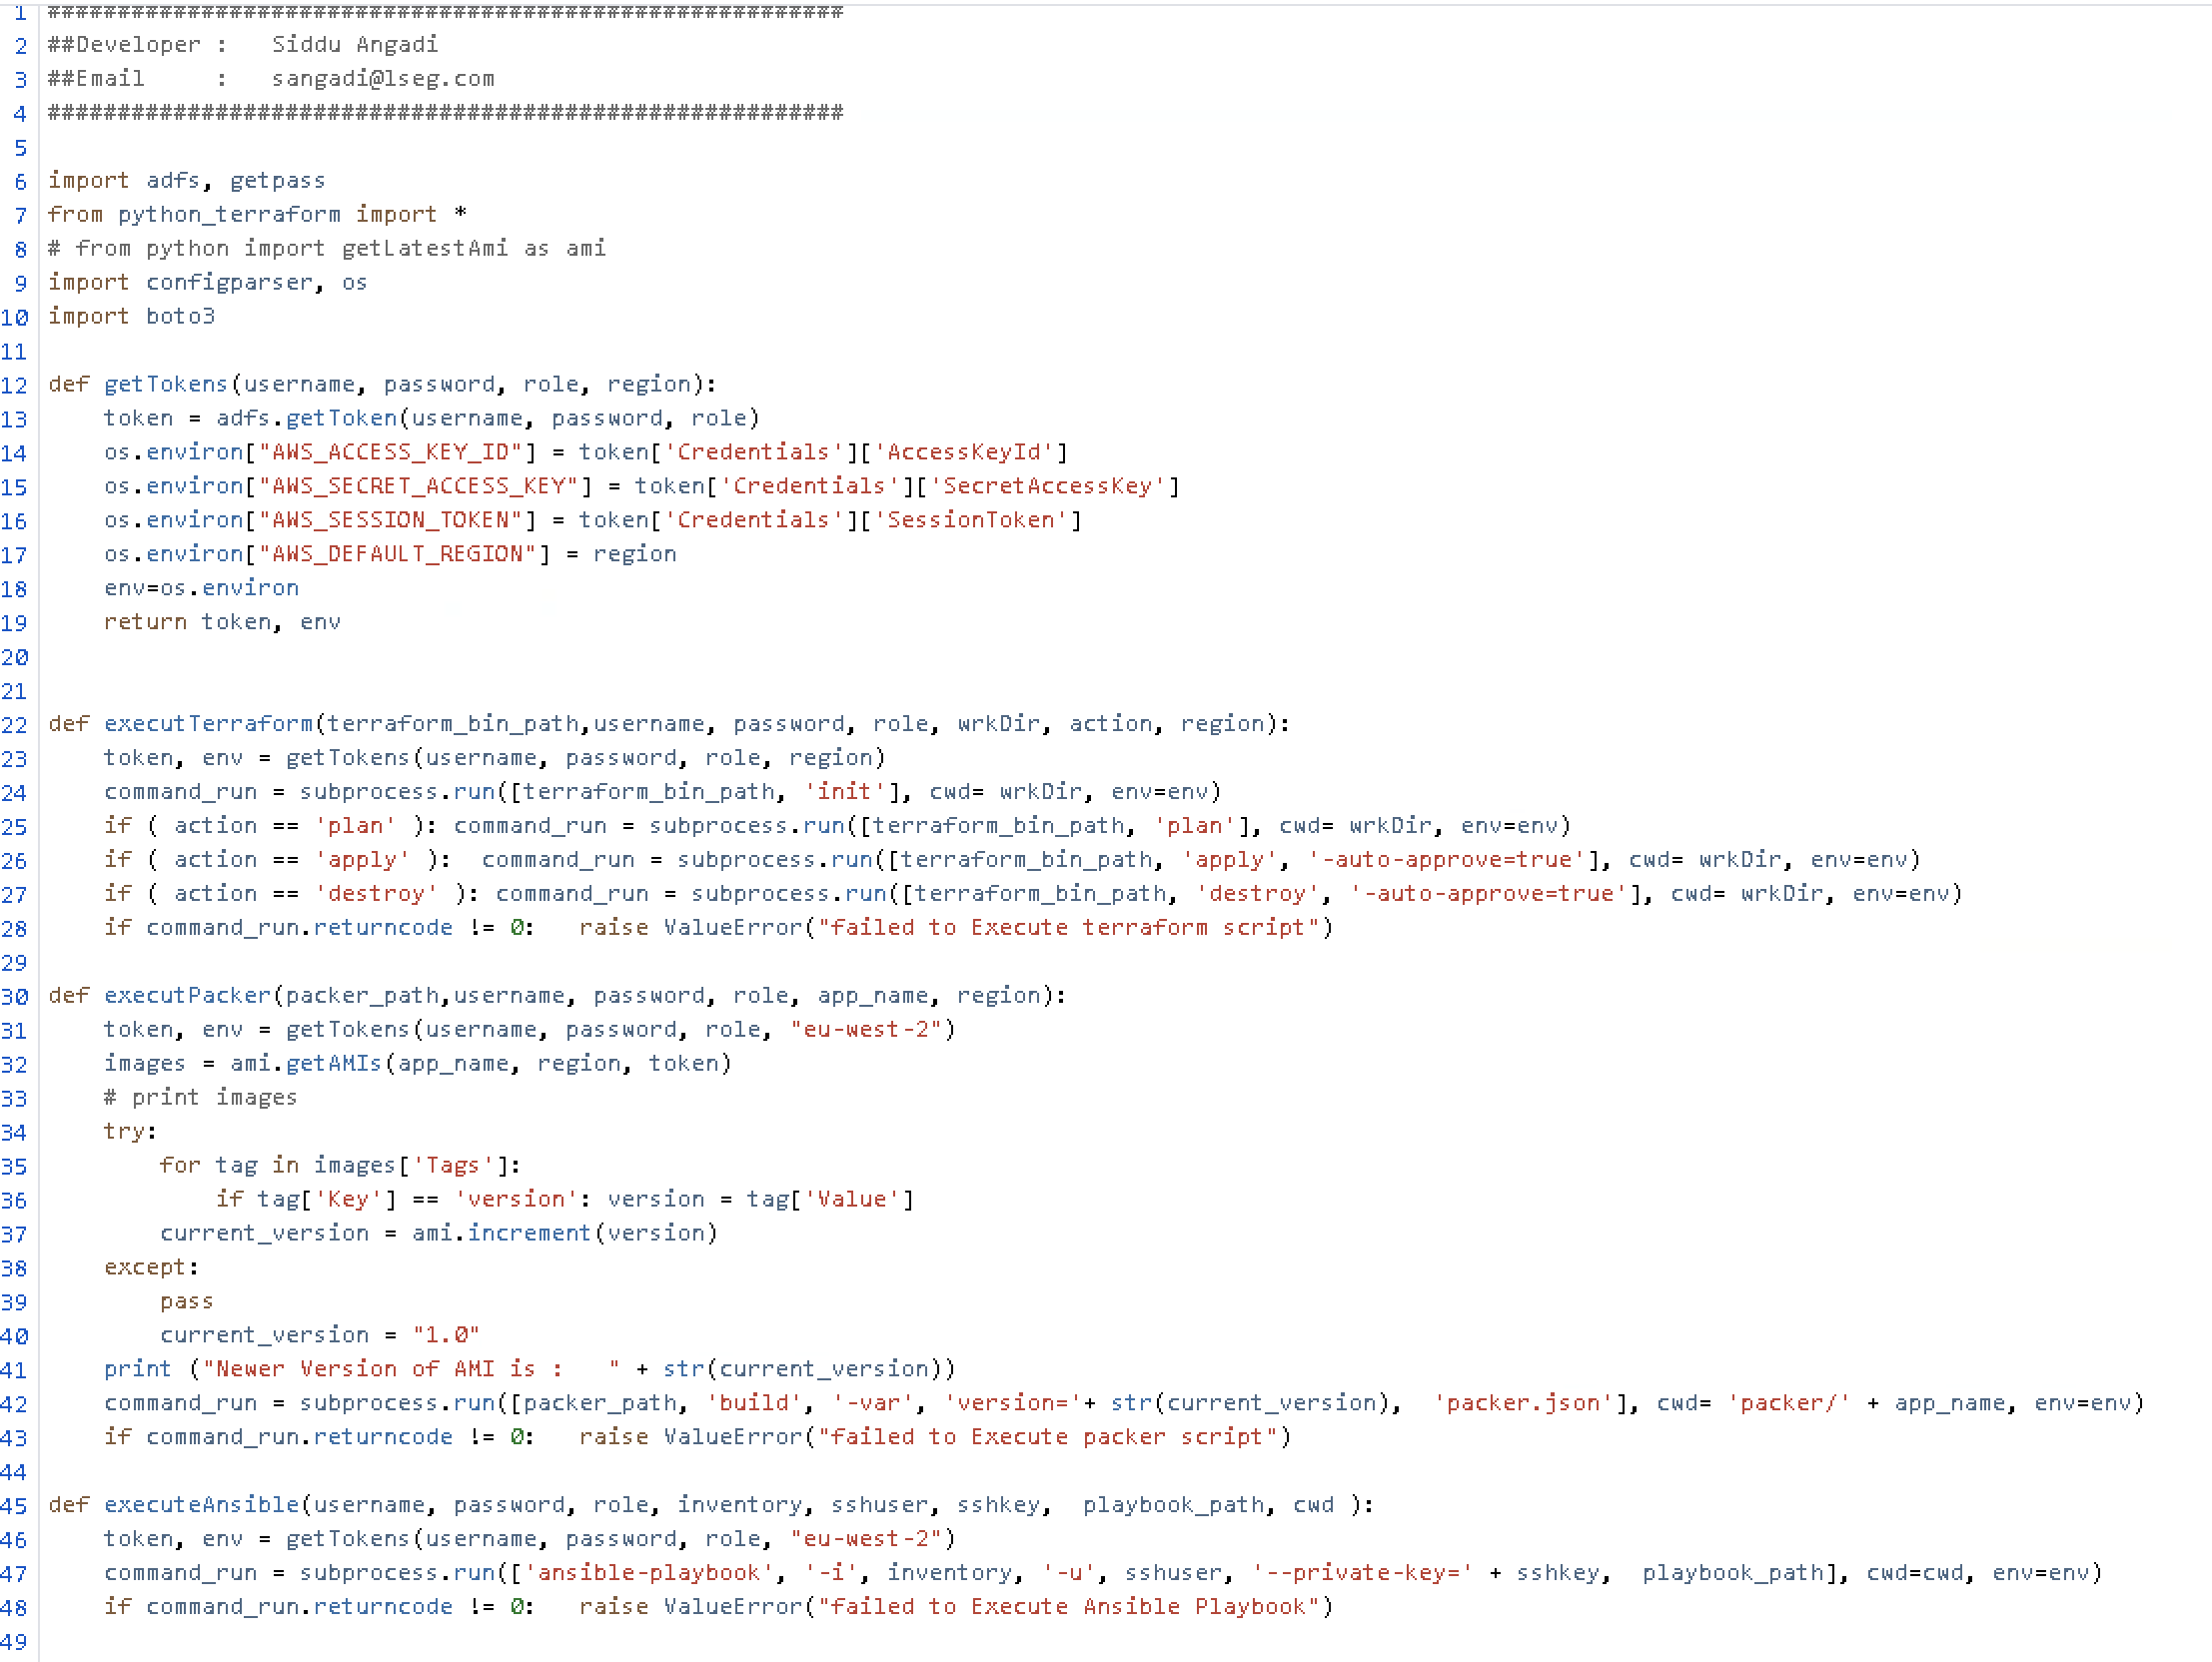 1 #########################################################
2 ##Developer :   Siddu Angadi
3 ##Email     :   sangadi@lseg.com
4 #########################################################
5
6 import adfs, getpass
7 from python_terraform import *
8 # from python import getLatestAmi as ami
9 import configparser, os
10 import boto3
11
12 def getTokens(username, password, role, region):
13     token = adfs.getToken(username, password, role)
14     os.environ["AWS_ACCESS_KEY_ID"] = token['Credentials']['AccessKeyId']
15     os.environ["AWS_SECRET_ACCESS_KEY"] = token['Credentials']['SecretAccessKey']
16     os.environ["AWS_SESSION_TOKEN"] = token['Credentials']['SessionToken']
17     os.environ["AWS_DEFAULT_REGION"] = region
18     env=os.environ
19     return token, env
20
21
22 def executTerraform(terraform_bin_path,username, password, role, wrkDir, action, region):
23     token, env = getTokens(username, password, role, region)
24     command_run = subprocess.run([terraform_bin_path, 'init'], cwd= wrkDir, env=env)
25     if ( action == 'plan' ): command_run = subprocess.run([terraform_bin_path, 'plan'], cwd= wrkDir, env=env)
26     if ( action == 'apply' ):  command_run = subprocess.run([terraform_bin_path, 'apply', '-auto-approve=true'], cwd= wrkDir, env=env)
27     if ( action == 'destroy' ): command_run = subprocess.run([terraform_bin_path, 'destroy', '-auto-approve=true'], cwd= wrkDir, env=env)
28     if command_run.returncode != 0:   raise ValueError("failed to Execute terraform script")
29
30 def executPacker(packer_path,username, password, role, app_name, region):
31     token, env = getTokens(username, password, role, "eu-west-2")
32     images = ami.getAMIs(app_name, region, token)
33     # print images
34     try:
35         for tag in images['Tags']:
36             if tag['Key'] == 'version': version = tag['Value']
37         current_version = ami.increment(version)
38     except:
39         pass
40         current_version = "1.0"
41     print ("Newer Version of AMI is :   " + str(current_version))
42     command_run = subprocess.run([packer_path, 'build', '-var', 'version='+ str(current_version),  'packer.json'], cwd= 'packer/' + app_name, env=env)
43     if command_run.returncode != 0:   raise ValueError("failed to Execute packer script")
44
45 def executeAnsible(username, password, role, inventory, sshuser, sshkey,  playbook_path, cwd ):
46     token, env = getTokens(username, password, role, "eu-west-2")
47     command_run = subprocess.run(['ansible-playbook', '-i', inventory, '-u', sshuser, '--private-key=' + sshkey,  playbook_path], cwd=cwd, env=env)
48     if command_run.returncode != 0:   raise ValueError("failed to Execute Ansible Playbook")
49